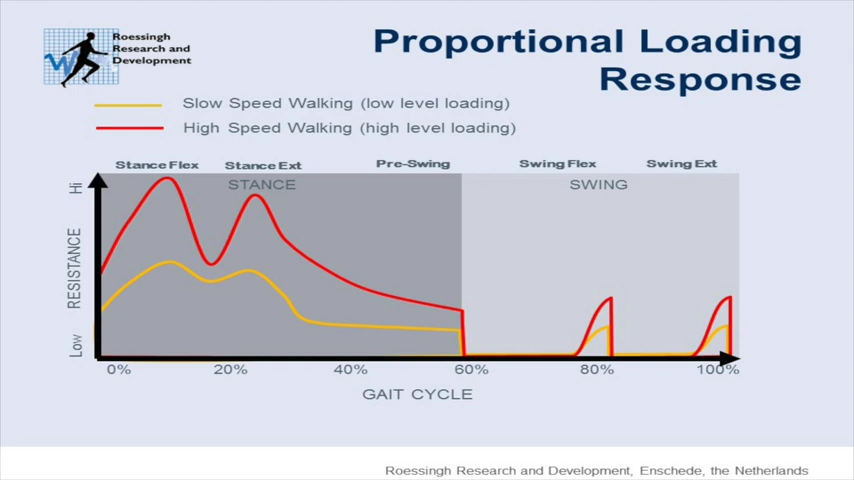 Roessingh
Research and
Development
Proportional Loading
Response
Slow Speed Walking (low level loading)
High Speed Walking (high level loading)
Stance Flex Stance Ext Pre-Swing Swing Flex Swing Ext
STANCE SWING
Hi
RESISTANCE
Low
0% 20% 40% 60% 80% 100%
GAIT CYCLE
Roessingh Research and Development, Enschede, the Netherlands